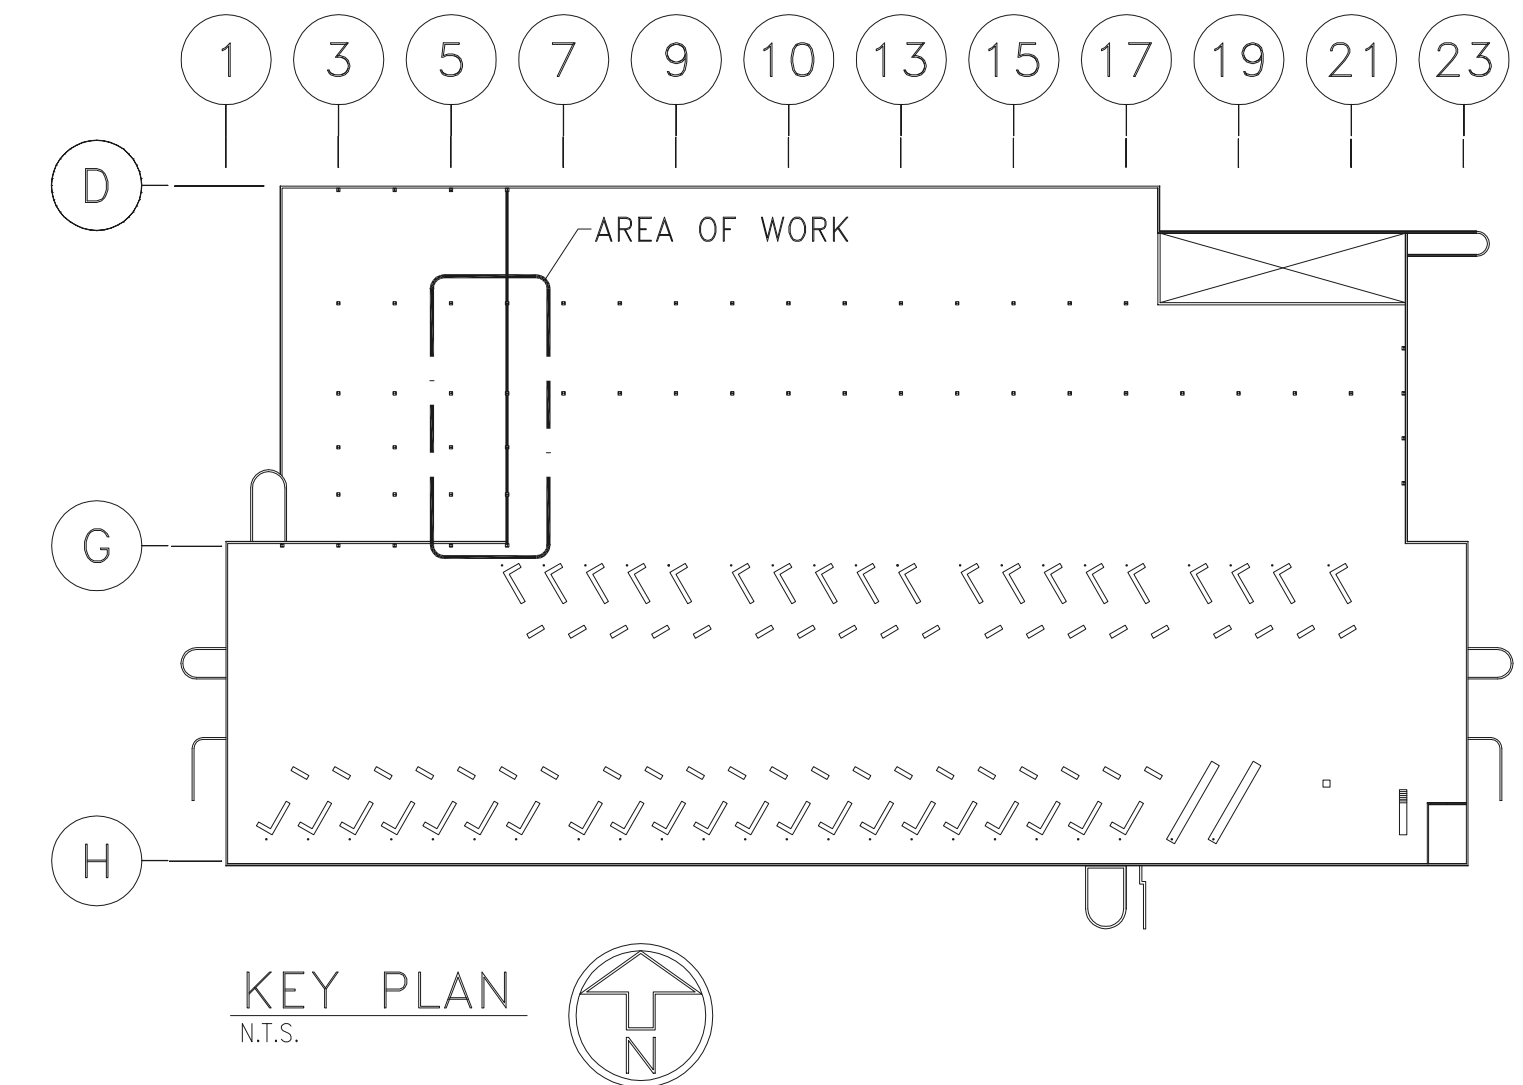 1 3 5 7 9 10 13 15 17 19 21 23
D
AREA OF WORK
G
H
KEY PLAN
N.T.S.
N